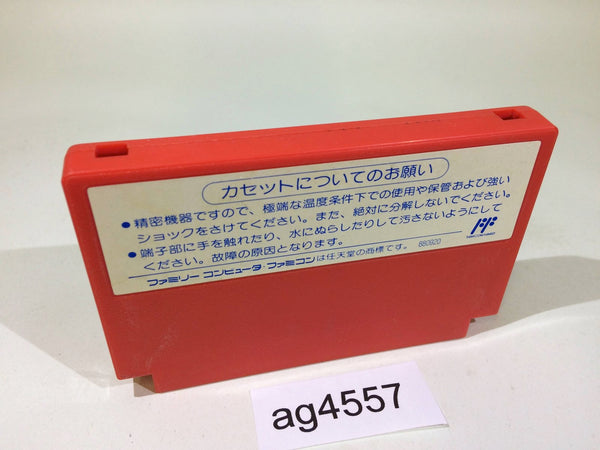 カセットについてのお願い
●精密機器ですので、極端な温度条件下での使用や保管および強い
ショックをさけてください。また、絶対に分解しないでください。
●端子部に手を触れたり、水にぬらしたりして汚さないようにして
ください。故障の原因となります。
ファミリーコンピュータ・ファミコンは任天堂の商標です。 880920
ag4557